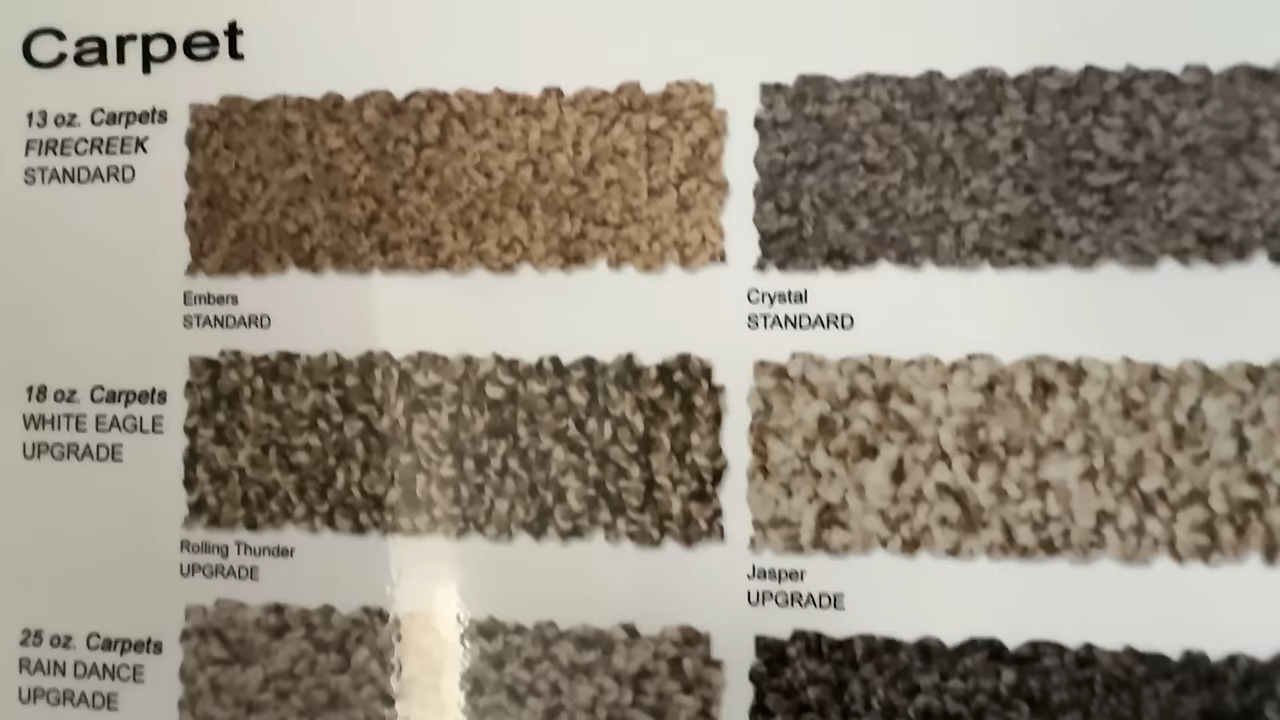 Carpet
13 oz. Carpets
FIRECREEK
STANDARD
Embers
STANDARD
Crystal
STANDARD
18 oz. Carpets
WHITE EAGLE
UPGRADE
Rolling Thunder
UPGRADE
Jasper
UPGRADE
25 oz. Carpets
RAIN DANCE
UPGRADE